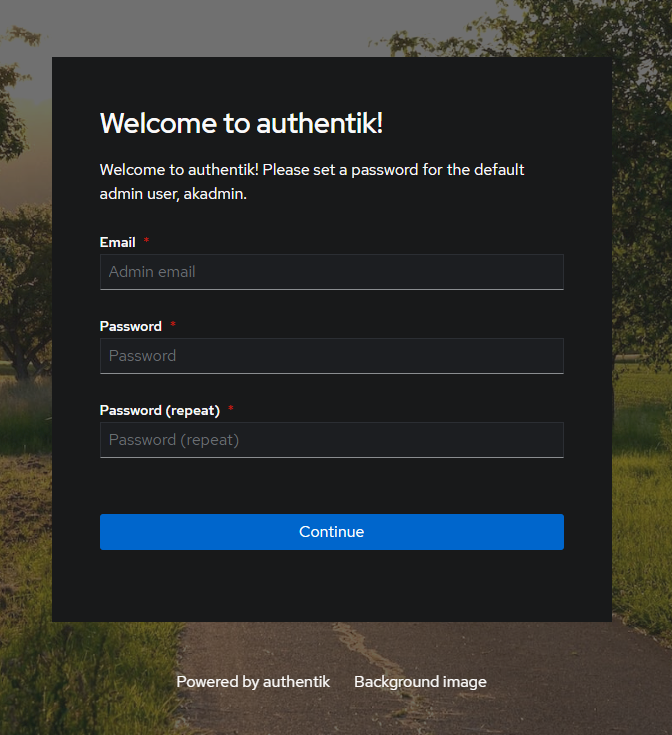 Welcome to authentik!
Welcome to authentik! Please set a password for the default
admin user, akadmin.
Email *
Admin email
Password *
Password
Password (repeat) *
Password (repeat)
Continue
Powered by authentik Background image